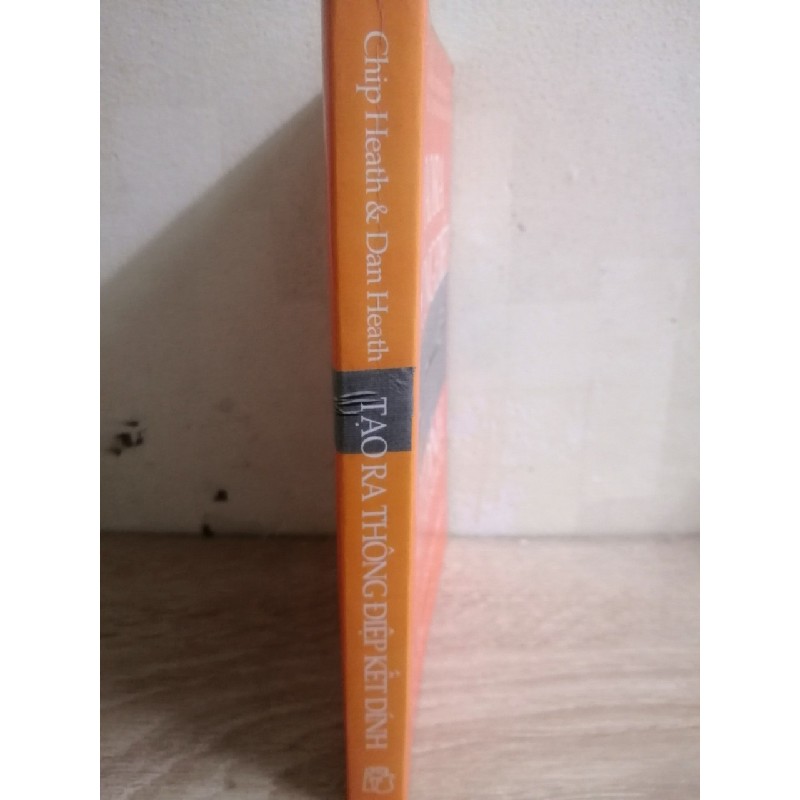 Chip Heath & Dan Heath
TẠO RA THÔNG ĐIỆP KẾT DÍNH